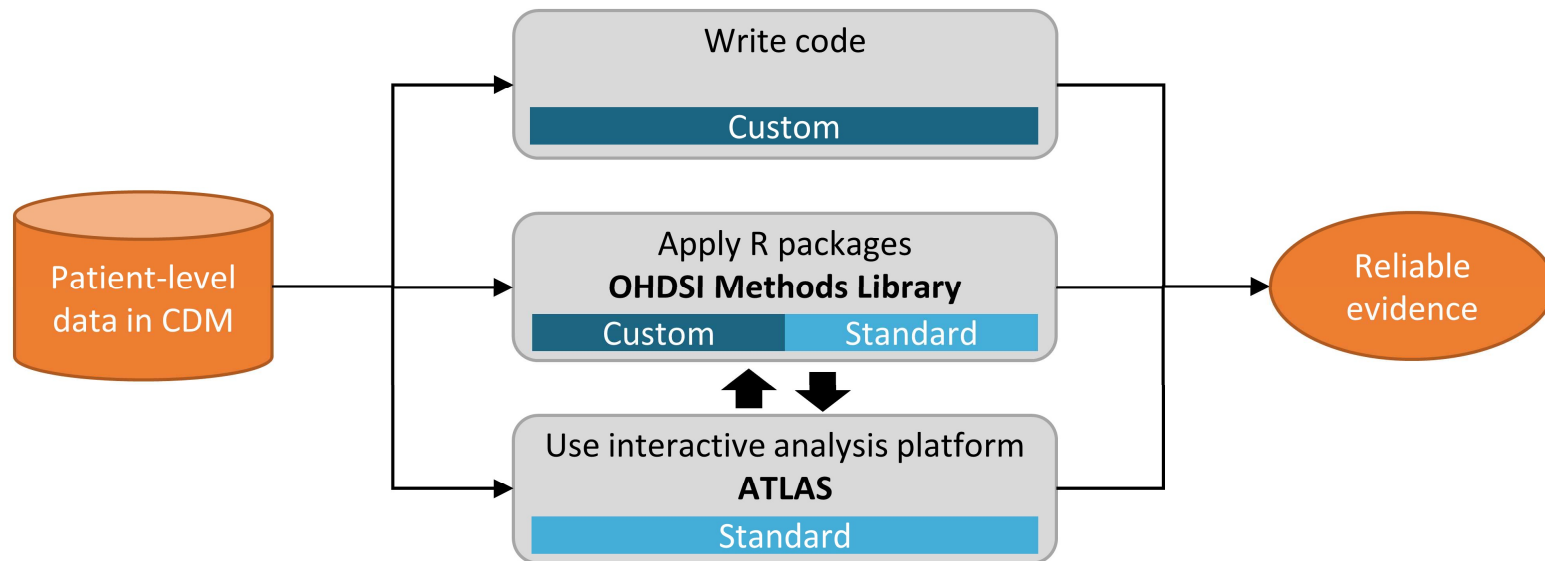 Write code
Custom
Patient-level
data in CDM
Apply R packages
OHDSI Methods Library
Custom
Standard
Use interactive analysis platform
ATLAS
Standard
Reliable
evidence